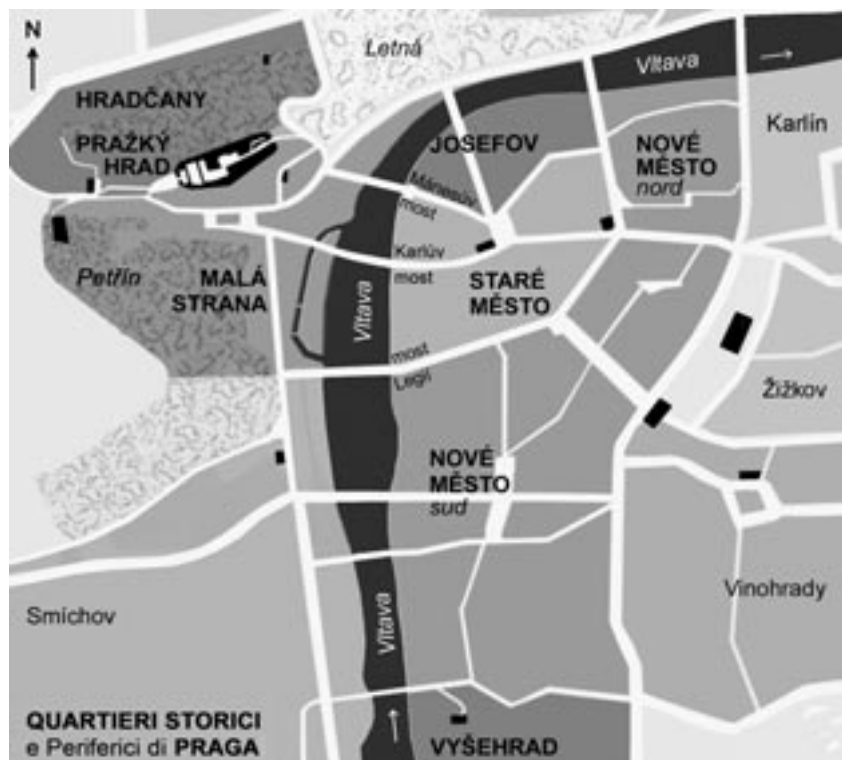 N
Letná
Vltava
HRADČANY
PRAŽKÝ
HRAD
JOSEFOV
NOVÉ
MĚSTO
nord
Karlín
Mánesův
most
Karlův
most
Petřín
MALÁ
STRANA
Vltava
STARÉ
MĚSTO
most
Legií
Žižkov
NOVÉ
MĚSTO
sud
Vinohrady
Smíchov
Vltava
QUARTIERI STORICI
e Periferici di PRAGA
VYŠEHRAD